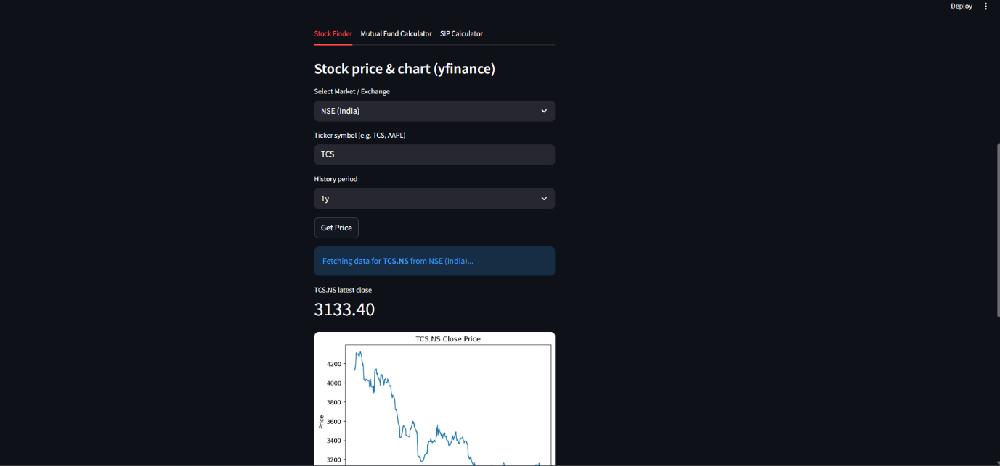 Deploy
Stock Finder Mutual Fund Calculator SIP Calculator
Stock price & chart (yfinance)
Select Market / Exchange
NSE (India)
Ticker symbol (e.g. TCS, AAPL)
TCS
History period
1y
Get Price
Fetching data for TCS.NS from NSE (India)...
TCS.NS latest close
3133.40
TCS.NS Close Price
4200
4000
3800
Price
3600
3400
3200